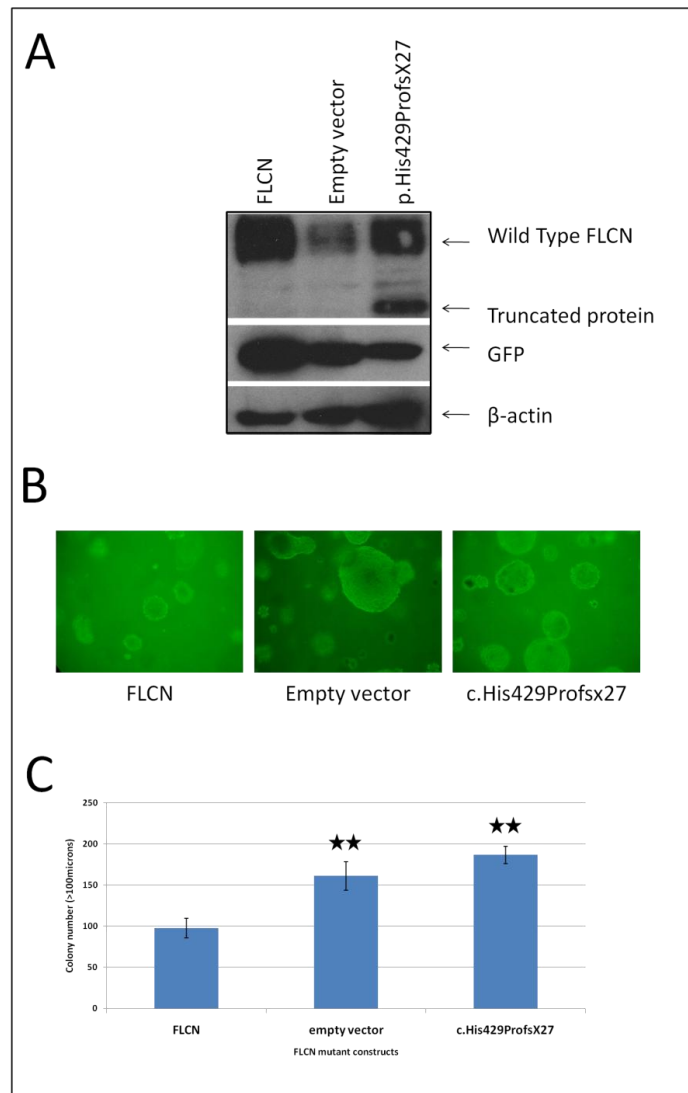 A
FLCN
Empty vector
p.His429ProfsX27
Wild Type FLCN
Truncated protein
GFP
β-actin
B
FLCN
Empty vector
c.His429Profsx27
C
250
200
150
100
50
0
Colony number (>100microns)
★★
★★
FLCN
empty vector
c.His429ProfsX27
FLCN mutant constructs